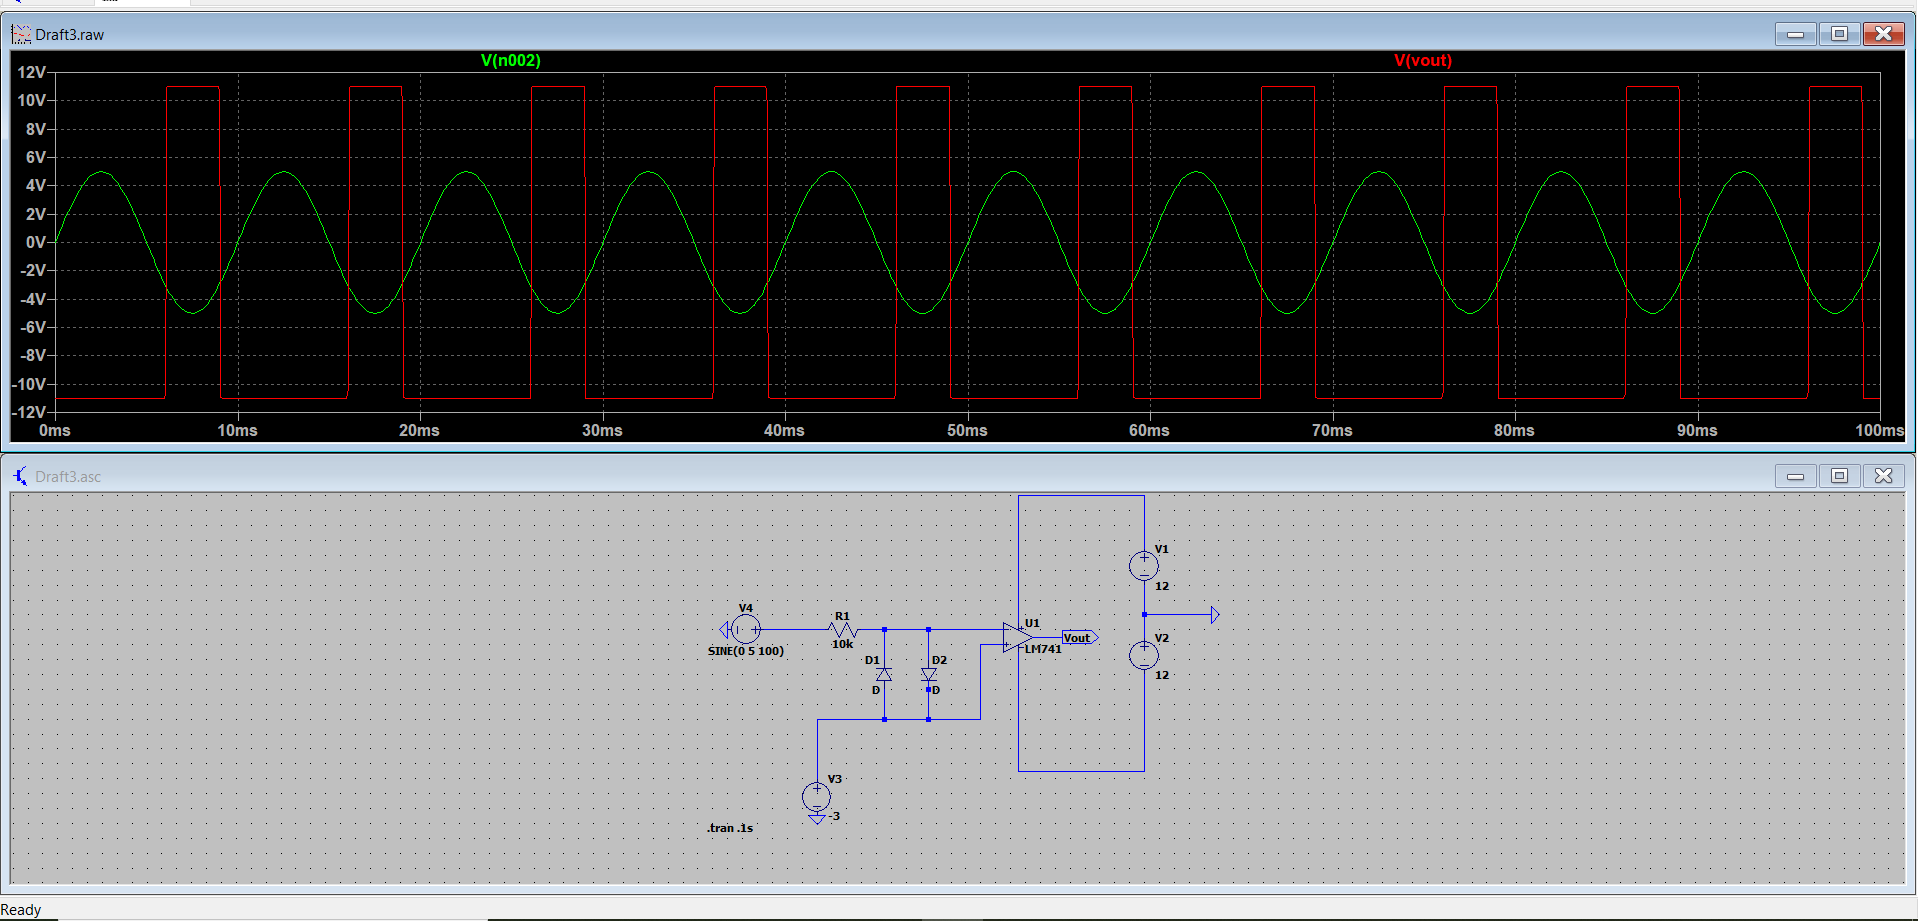 Draft3.raw
V(n002) V(vout)
12V
10V
8V
6V
4V
2V
0V
-2V
-4V
-6V
-8V
-10V
-12V
0ms 10ms 20ms 30ms 40ms 50ms 60ms 70ms 80ms 90ms 100ms
Draft3.asc
V1
12
V4
SINE(0 5 100)
R1
10k
U1
LM741
Vout
V2
12
D1
D
D2
D
V3
-3
.tran .1s
Ready